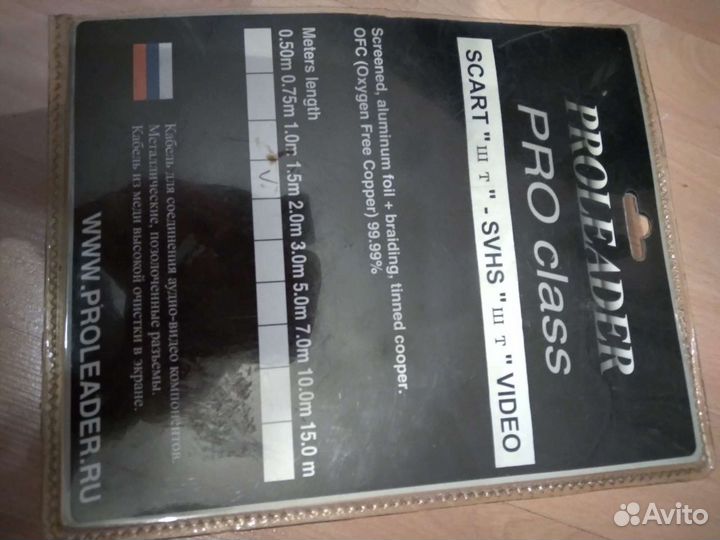 PROLEADER
PRO class
SCART "ш т" - SVHS "ш т" VIDEO
Screened, aluminum foil + braiding, tinned cooper.
OFC (Oxygen Free Copper) 99.99%
Meters length
0.50m 0.75m 1.0m 1.5m 2.0m 3.0m 5.0m 7.0m 10.0m 15.0 m
Кабель для соединения аудио-видео компонентов.
Металлические, позолоченные разъемы.
Кабель из меди высокой очистки в экране.
WWW.PROLEADER.RU
Avito